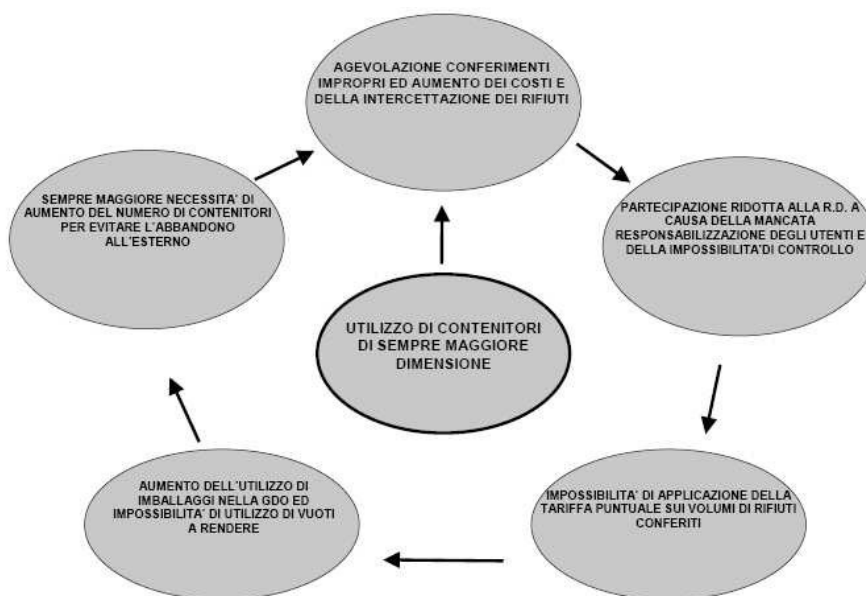 AGEVOLAZIONE CONFERIMENTI
IMPROPRI ED AUMENTO DEI COSTI E
DELLA INTERCETTAZIONE DEI RIFIUTI
SEMPRE MAGGIORE NECESSITA' DI
AUMENTO DEL NUMERO DI CONTENITORI
PER EVITARE L'ABBANDONO
ALL'ESTERNO
PARTECIPAZIONE RIDOTTA ALLA R.D. A
CAUSA DELLA MANCATA
RESPONSABILIZZAZIONE DEGLI UTENTI E
DELLA IMPOSSIBILITA'DI CONTROLLO
UTILIZZO DI CONTENITORI
DI SEMPRE MAGGIORE
DIMENSIONE
AUMENTO DELL'UTILIZZO DI
IMBALLAGGI NELLA GDO ED
IMPOSSIBILITA' DI UTILIZZO DI VUOTI
A RENDERE
IMPOSSIBILITA' DI APPLICAZIONE DELLA
TARIFFA PUNTUALE SUI VOLUMI DI RIFIUTI
CONFERITI